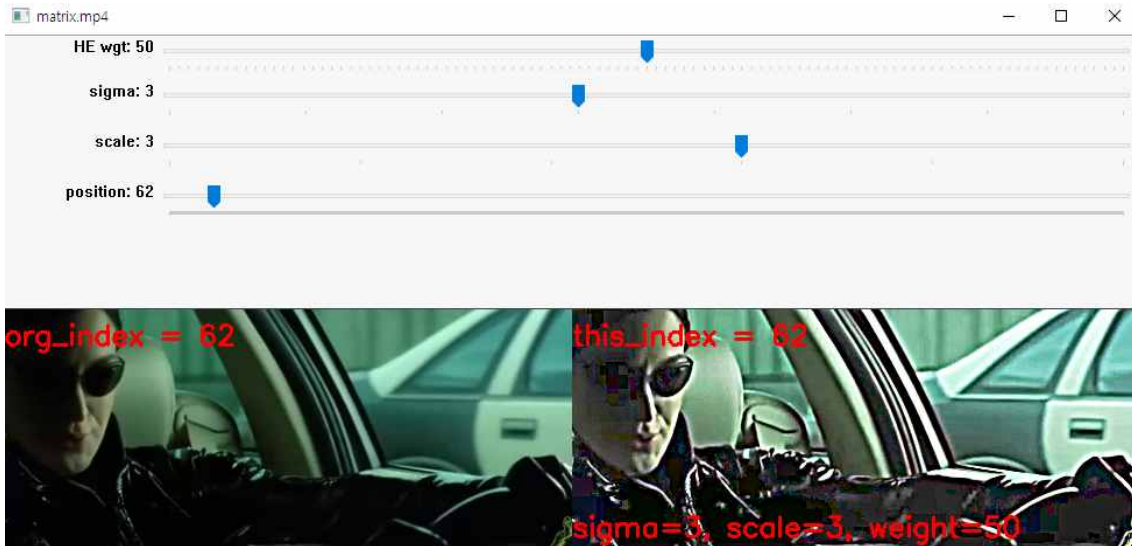 matrix.mp4
HE wgt: 50
sigma: 3
scale: 3
position: 62
org_index = 62
this_index = 62
sigma=3, scale=3, weight=50